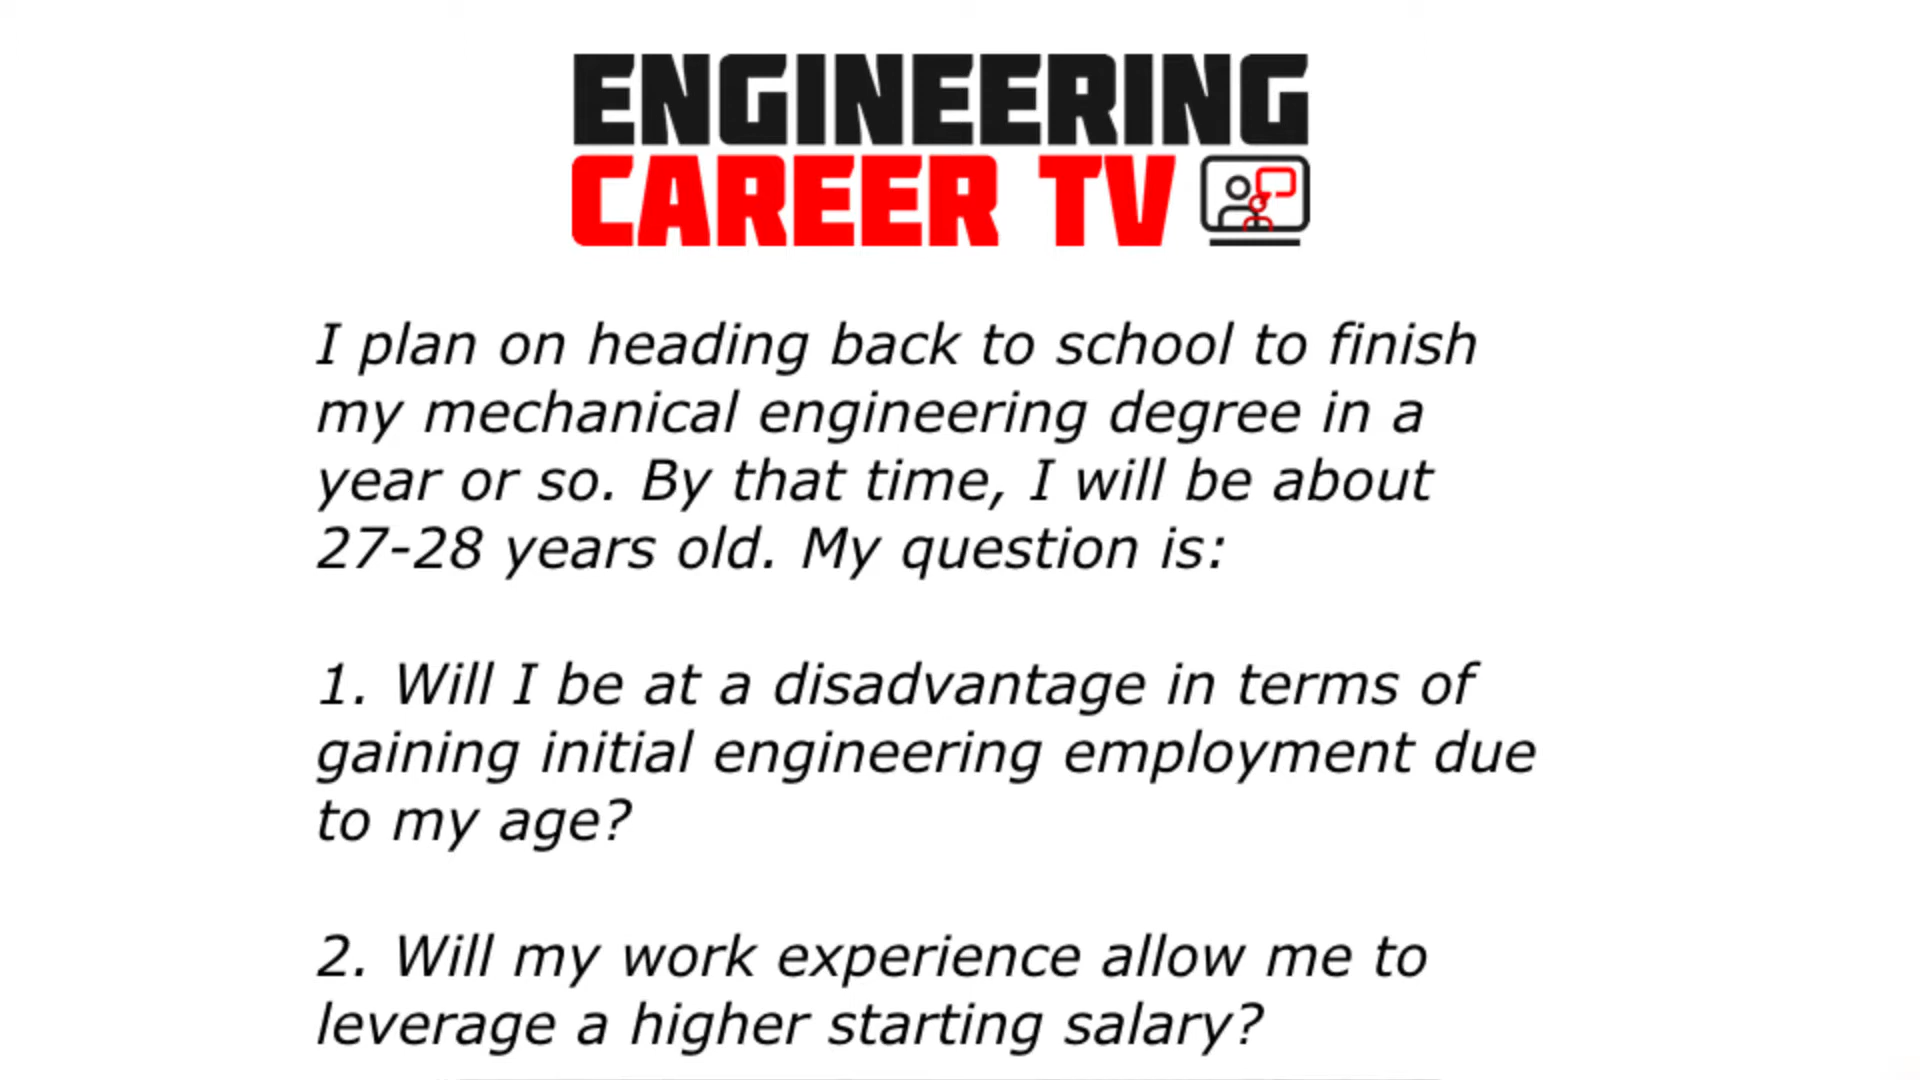 ENGINEERING
CAREER TV
I plan on heading back to school to finish
my mechanical engineering degree in a
year or so. By that time, I will be about
27-28 years old. My question is:
1. Will I be at a disadvantage in terms of
gaining initial engineering employment due
to my age?
2. Will my work experience allow me to
leverage a higher starting salary?